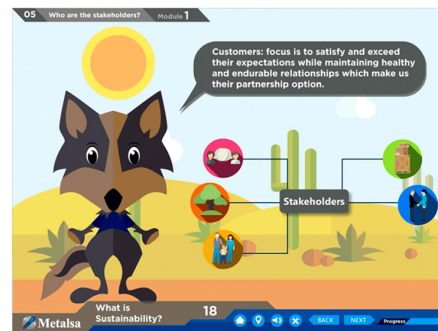 05 Who are the stakeholders? Module 1
Customers: focus is to satisfy and exceed
their expectations while maintaining healthy
and endurable relationships which make us
their partnership option.
Stakeholders
Metalsa
What is
Sustainability?
18
BACK NEXT Progress